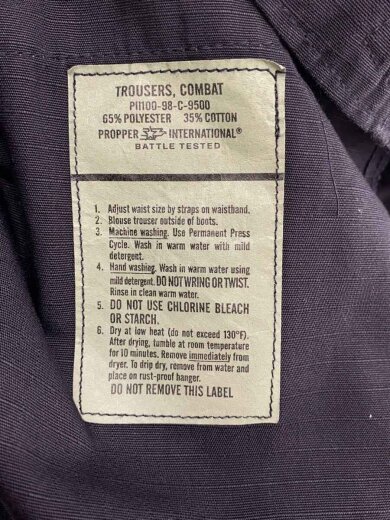 TROUSERS, COMBAT
PI1100-98-C-9500
65% POLYESTER 35% COTTON
PROPPER INTERNATIONAL®
BATTLE TESTED
1. Adjust waist size by straps on waistband.
2. Blouse trouser outside of boots.
3. Machine washing. Use Permanent Press
Cycle. Wash in warm water with mild
detergent.
4. Hand washing. Wash in warm water using
mild detergent. DO NOT WRING OR TWIST.
Rinse in clean warm water.
5. DO NOT USE CHLORINE BLEACH
OR STARCH.
6. Dry at low heat (do not exceed 130°F).
After drying, tumble at room temperature
for 10 minutes. Remove immediately from
dryer. To drip dry, remove from water and
place on rust-proof hanger.
DO NOT REMOVE THIS LABEL